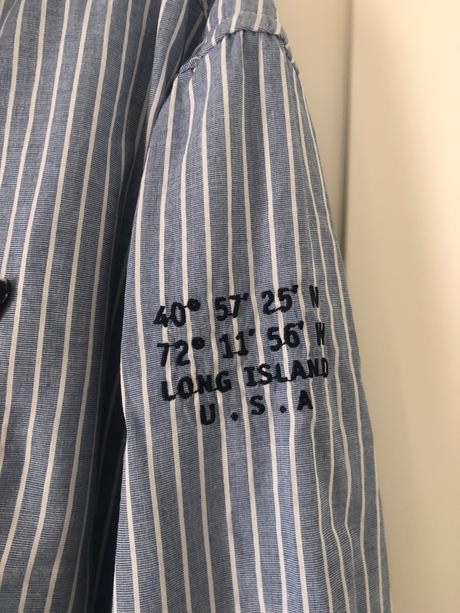 40° 57' 25' N
72° 11' 56' W
LONG ISLAND
U.S.A